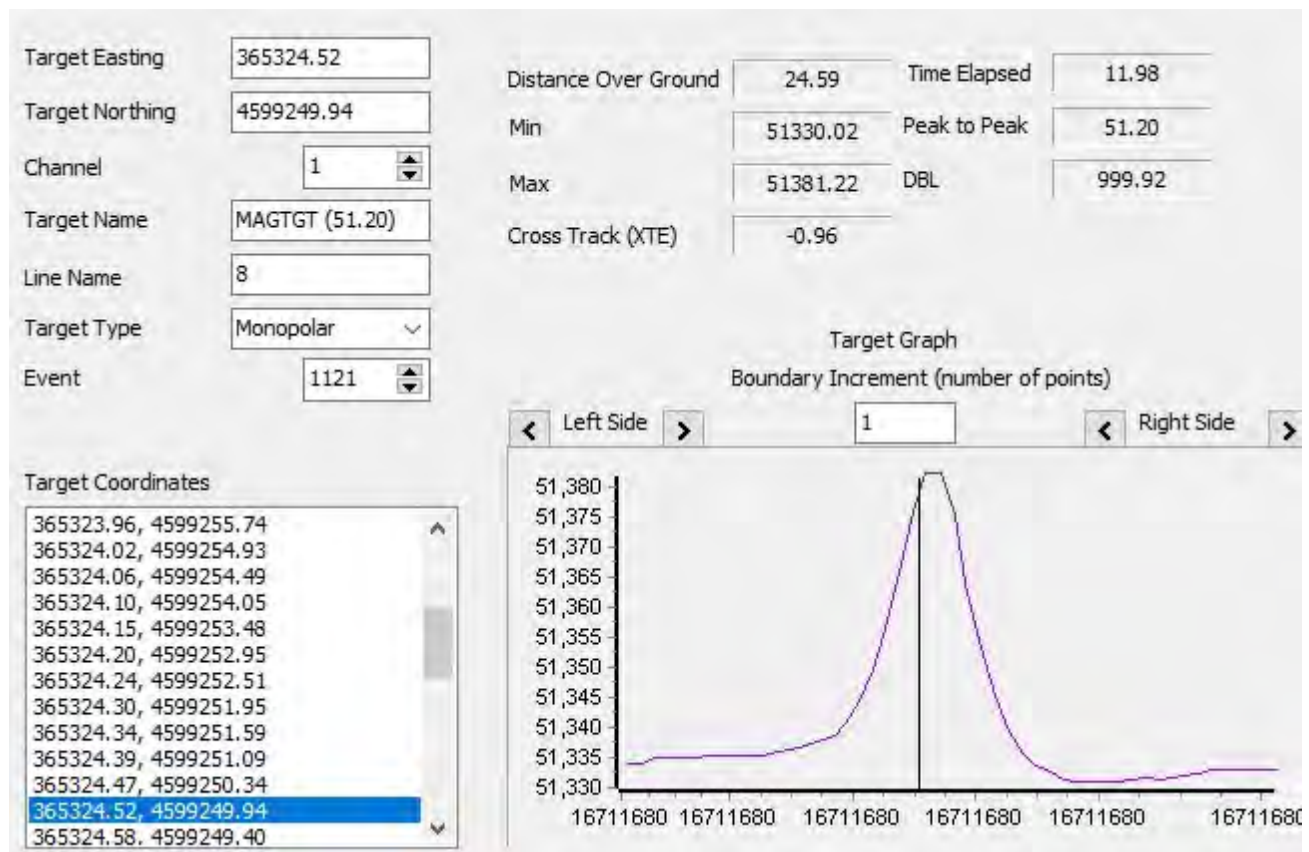 Target Easting 365324.52
Target Northing 4599249.94
Channel 1
Target Name MAGTGT (51.20)
Line Name 8
Target Type Monopolar
Event 1121
Distance Over Ground 24.59 Time Elapsed 11.98
Min 51330.02 Peak to Peak 51.20
Max 51381.22 DBL 999.92
Cross Track (XTE) -0.96
Target Coordinates
365323.96, 4599255.74
365324.02, 4599254.93
365324.06, 4599254.49
365324.10, 4599254.05
365324.15, 4599253.48
365324.20, 4599252.95
365324.24, 4599252.51
365324.30, 4599251.95
365324.34, 4599251.59
365324.39, 4599251.09
365324.47, 4599250.34
365324.52, 4599249.94
365324.58, 4599249.40
Target Graph
Boundary Increment (number of points)
Left Side 1 Right Side
51,380
51,375
51,370
51,365
51,360
51,355
51,350
51,345
51,340
51,335
51,330
16711680 16711680 16711680 16711680 16711680 16711680